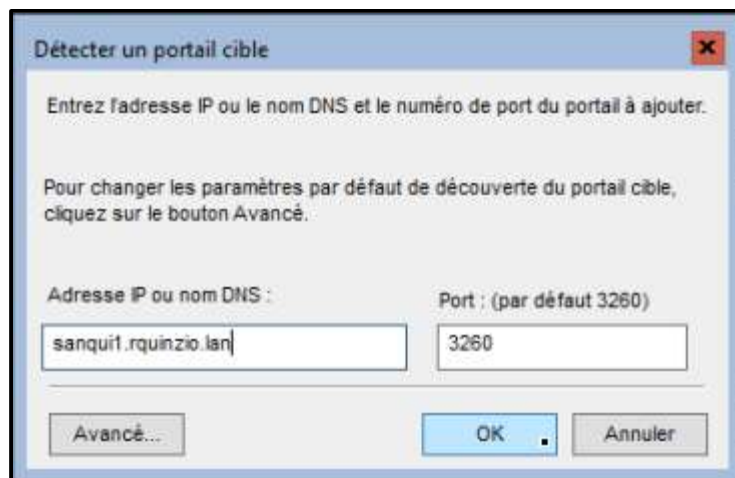 Détecter un portail cible
Entrez l'adresse IP ou le nom DNS et le numéro de port du portail à ajouter.
Pour changer les paramètres par défaut de découverte du portail cible,
cliquez sur le bouton Avancé.
Adresse IP ou nom DNS :
Port : (par défaut 3260)
sanqui1.rquinzio.lan
3260
Avancé...
OK
Annuler